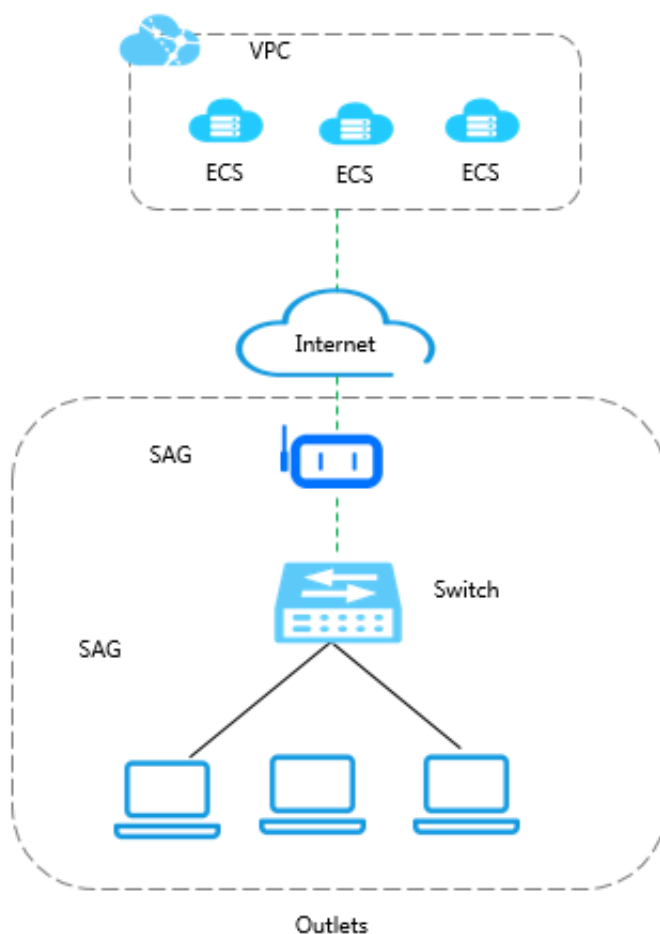 VPC
ECS
ECS
ECS
Internet
SAG
Switch
SAG
Outlets